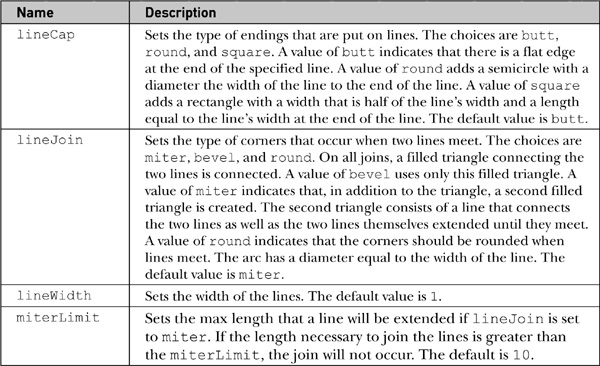 Name Description
lineCap Sets the type of endings that are put on lines. The choices are butt,
round, and square. A value of butt indicates that there is a flat edge
at the end of the specified line. A value of round adds a semicircle with a
diameter the width of the line to the end of the line. A value of square
adds a rectangle with a width that is half of the line's width and a length
equal to the line's width at the end of the line. The default value is butt.
lineJoin Sets the type of corners that occur when two lines meet. The choices are
miter, bevel, and round. On all joins, a filled triangle connecting the
two lines is connected. A value of bevel uses only this filled triangle. A
value of miter indicates that, in addition to the triangle, a second filled
triangle is created. The second triangle consists of a line that connects
the two lines as well as the two lines themselves extended until they meet.
A value of round indicates that the corners should be rounded when
lines meet. The arc has a diameter equal to the width of the line. The
default value is miter.
lineWidth Sets the width of the lines. The default value is 1.
miterLimit Sets the max length that a line will be extended if lineJoin is set
to miter. If the length necessary to join the lines is greater than
the miterLimit, the join will not occur. The default is 10.